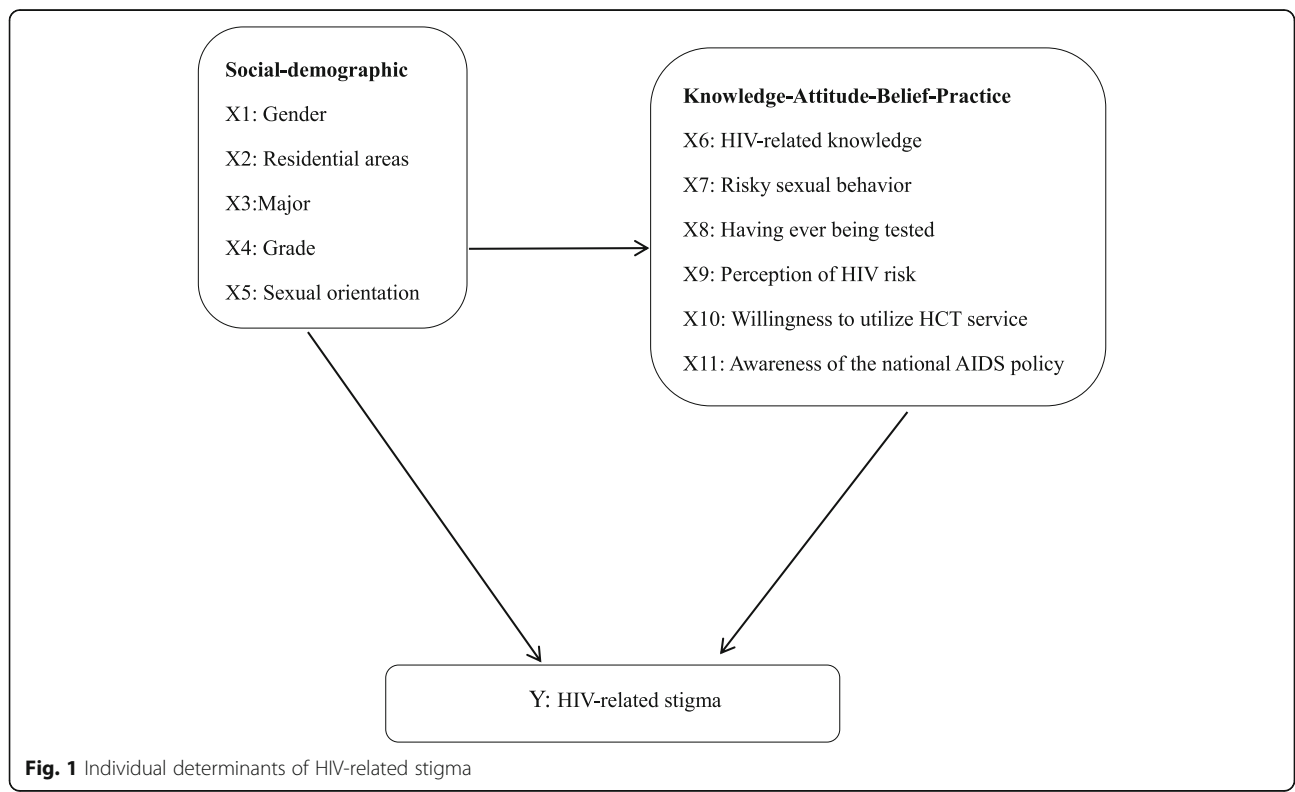 Social-demographic
X1: Gender
X2: Residential areas
X3:Major
X4: Grade
X5: Sexual orientation
Knowledge-Attitude-Belief-Practice
X6: HIV-related knowledge
X7: Risky sexual behavior
X8: Having ever being tested
X9: Perception of HIV risk
X10: Willingness to utilize HCT service
X11: Awareness of the national AIDS policy
Y: HIV-related stigma
Fig. 1 Individual determinants of HIV-related stigma